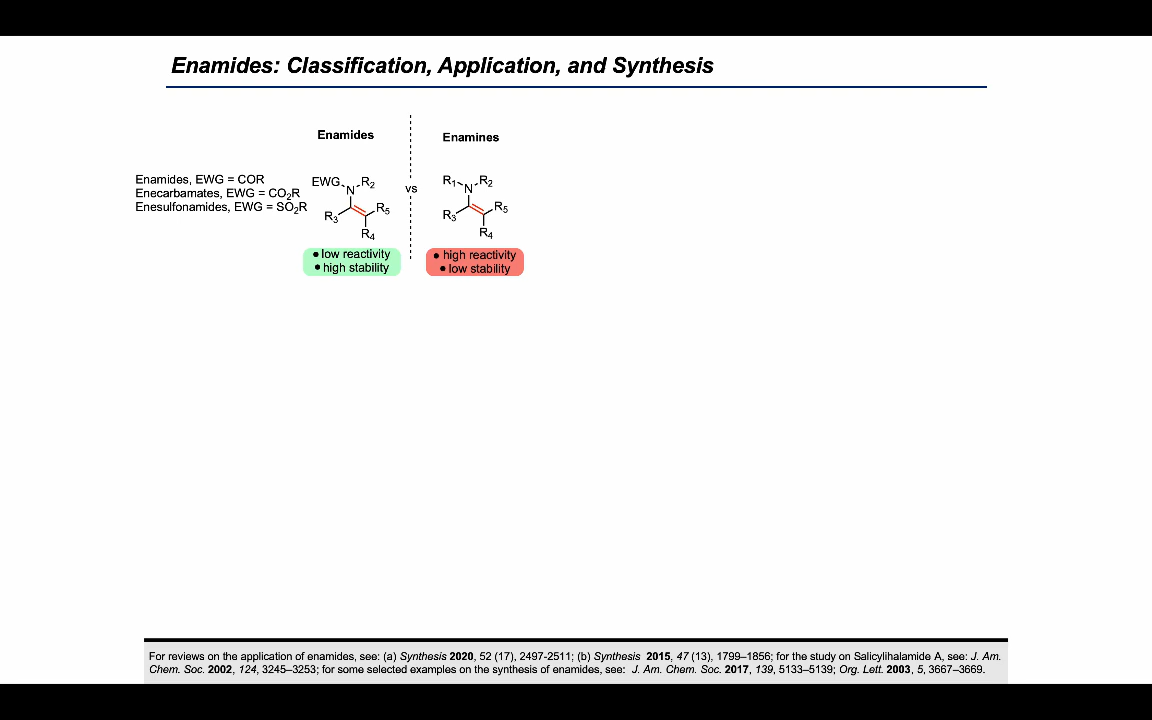 Enamides: Classification, Application, and Synthesis
Enamides
Enamines
Enamides, EWG = COR
Enecarbamates, EWG = CO2R
Enesulfonamides, EWG = SO2R
EWG N R2
R3 R5
R4
vs
R1 N R2
R3 R5
R4
• low reactivity
• high stability
• high reactivity
• low stability
For reviews on the application of enamides, see: (a) Synthesis 2020, 52 (17), 2497-2511; (b) Synthesis 2015, 47 (13), 1799–1856; for the study on Salicylihalamide A, see: J. Am.
Chem. Soc. 2002, 124, 3245–3253; for some selected examples on the synthesis of enamides, see: J. Am. Chem. Soc. 2017, 139, 5133–5139; Org. Lett. 2003, 5, 3667–3669.